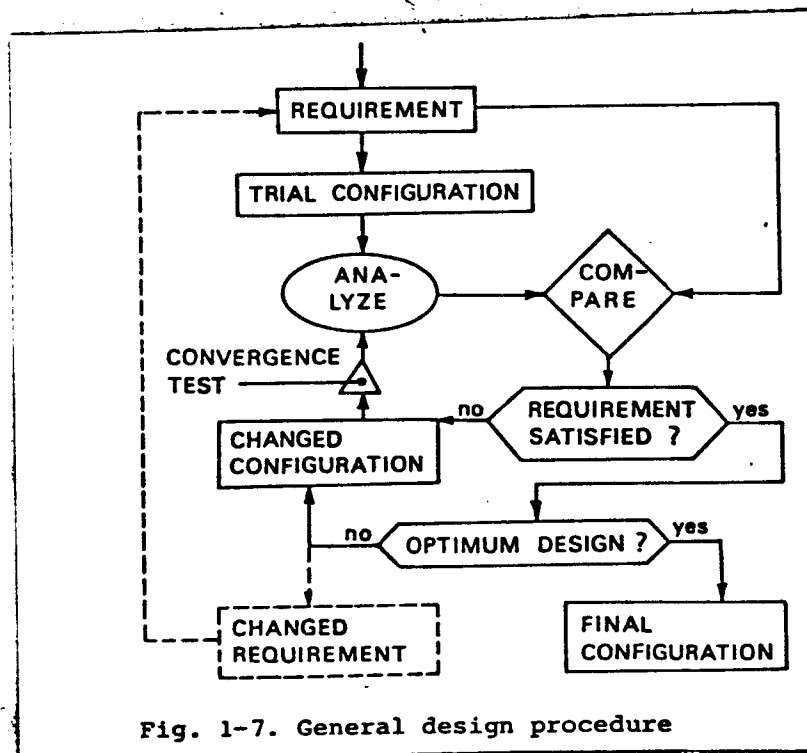 REQUIREMENT
TRIAL CONFIGURATION
ANA-
LYZE
COM-
PARE
CONVERGENCE
TEST
no
REQUIREMENT
SATISFIED ?
yes
CHANGED
CONFIGURATION
no
OPTIMUM DESIGN ?
yes
CHANGED
REQUIREMENT
FINAL
CONFIGURATION
Fig. 1-7. General design procedure